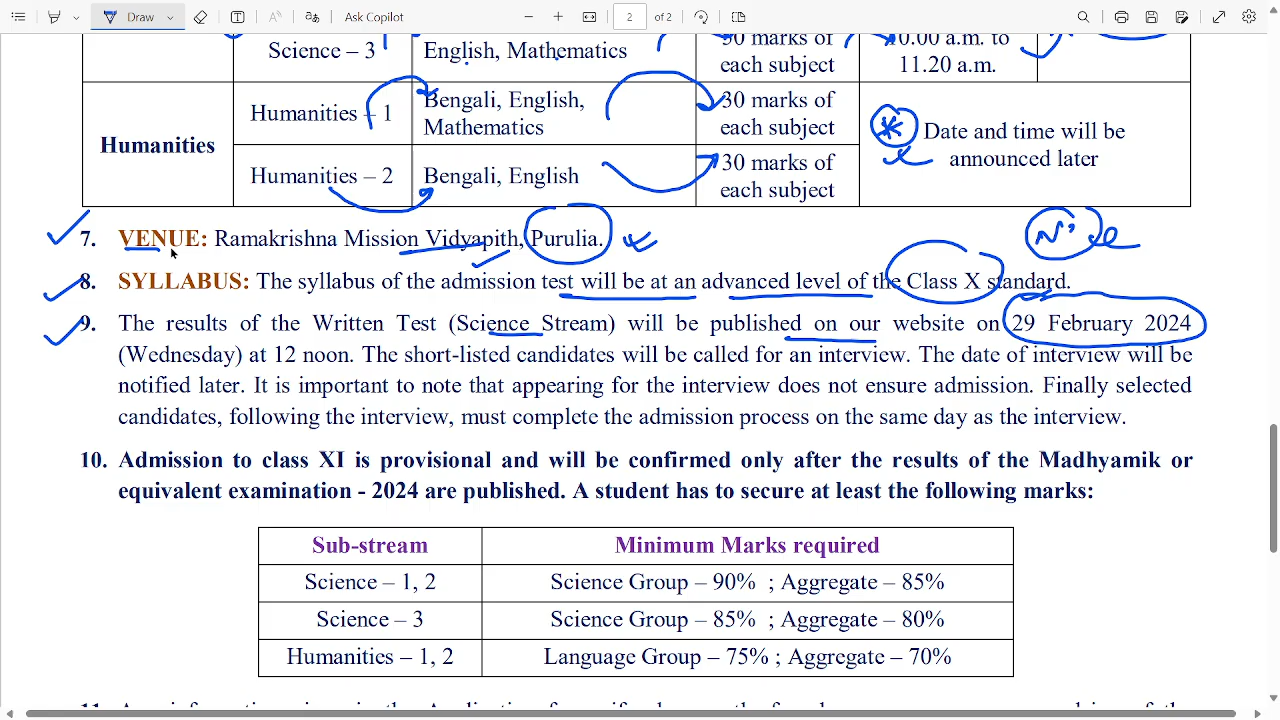 Draw
Ask Copilot
2
of 2
Science – 3
English, Mathematics
30 marks of each subject
10.00 a.m. to 11.20 a.m.
Humanities
Humanities – 1
Bengali, English, Mathematics
30 marks of each subject
Date and time will be announced later
Humanities – 2
Bengali, English
30 marks of each subject
7. VENUE: Ramakrishna Mission Vidyapith, Purulia.
8. SYLLABUS: The syllabus of the admission test will be at an advanced level of the Class X standard.
9. The results of the Written Test (Science Stream) will be published on our website on 29 February 2024
(Wednesday) at 12 noon. The short-listed candidates will be called for an interview. The date of interview will be
notified later. It is important to note that appearing for the interview does not ensure admission. Finally selected
candidates, following the interview, must complete the admission process on the same day as the interview.
10. Admission to class XI is provisional and will be confirmed only after the results of the Madhyamik or
equivalent examination - 2024 are published. A student has to secure at least the following marks:
Sub-stream
Minimum Marks required
Science – 1, 2
Science Group – 90% ; Aggregate – 85%
Science – 3
Science Group – 85% ; Aggregate – 80%
Humanities – 1, 2
Language Group – 75% ; Aggregate – 70%